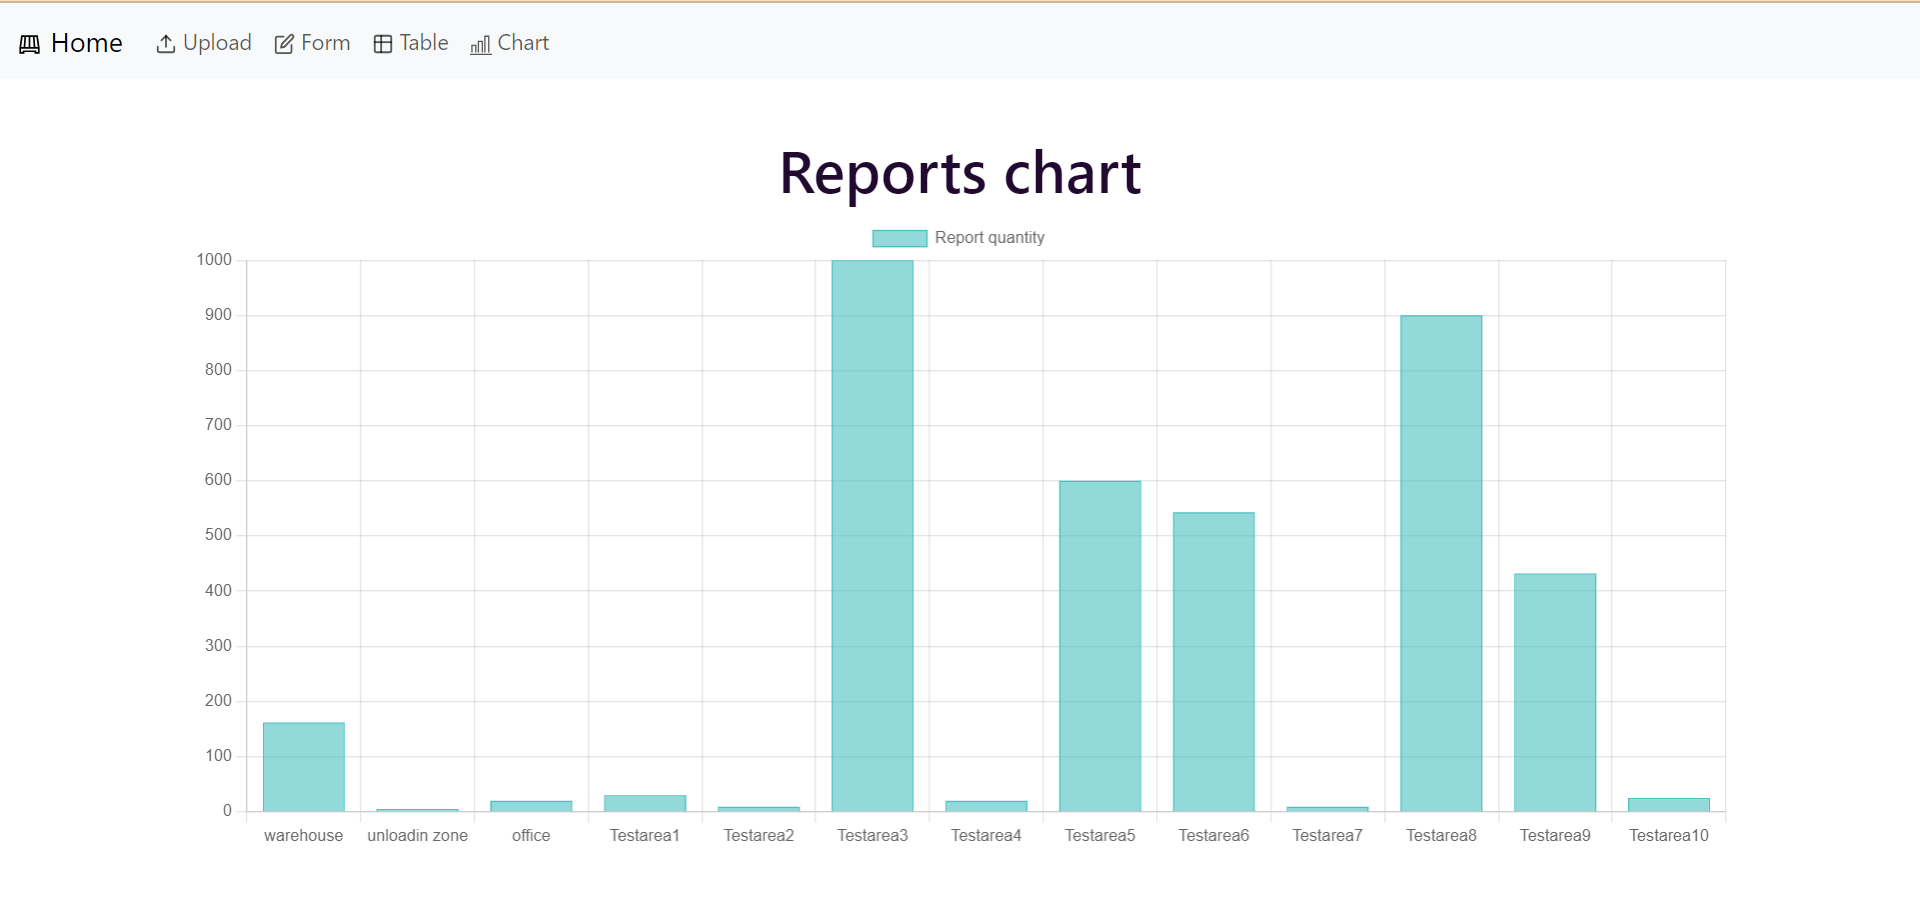 Home Upload Form Table Chart
Reports chart
Report quantity
1000
900
800
700
600
500
400
300
200
100
0
warehouse unloadin zone office Testarea1 Testarea2 Testarea3 Testarea4 Testarea5 Testarea6 Testarea7 Testarea8 Testarea9 Testarea10